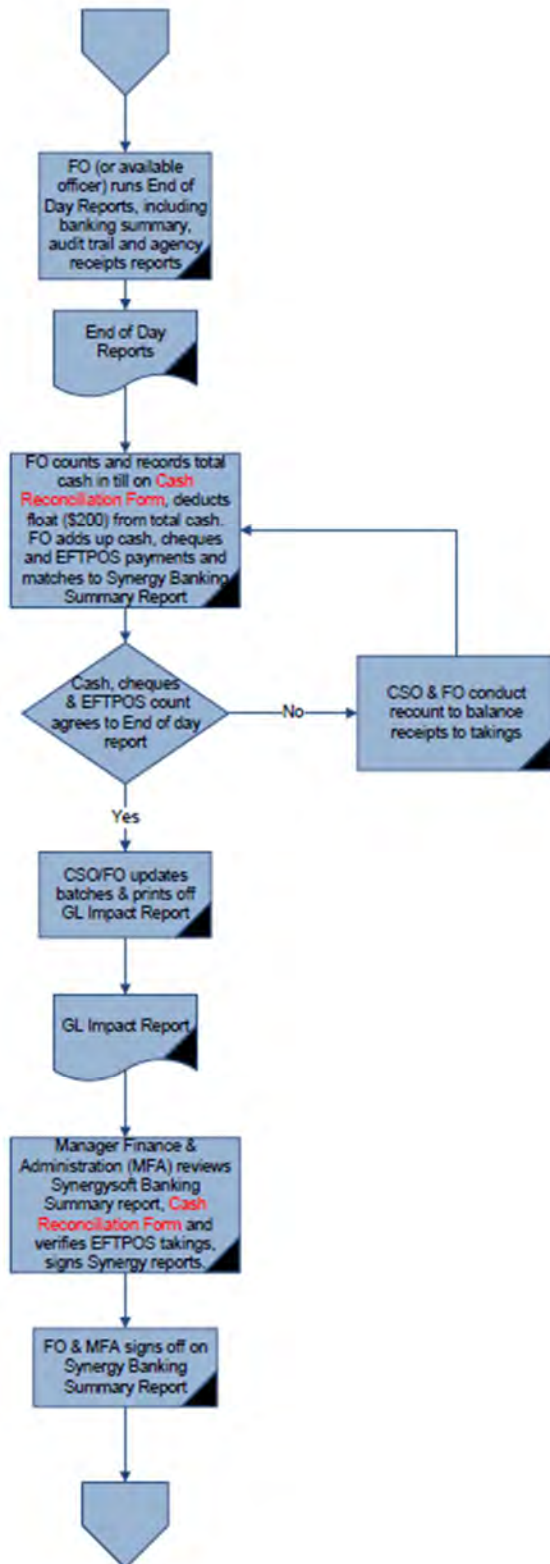 FO (or available
officer) runs End of
Day Reports, including
banking summary,
audit trail and agency
receipts reports
End of Day
Reports
FO counts and records total
cash in till on Cash
Reconciliation Form, deducts
float ($200) from total cash.
FO adds up cash, cheques
and EFTPOS payments and
matches to Synergy Banking
Summary Report
Cash, cheques
& EFTPOS count
agrees to End of day
report
No
CSO & FO conduct
recount to balance
receipts to takings
Yes
CSO/FO updates
batches & prints off
GL Impact Report
GL Impact Report
Manager Finance &
Administration (MFA) reviews
Synergysoft Banking
Summary report, Cash
Reconciliation Form and
verifies EFTPOS takings,
signs Synergy reports.
FO & MFA signs off on
Synergy Banking
Summary Report